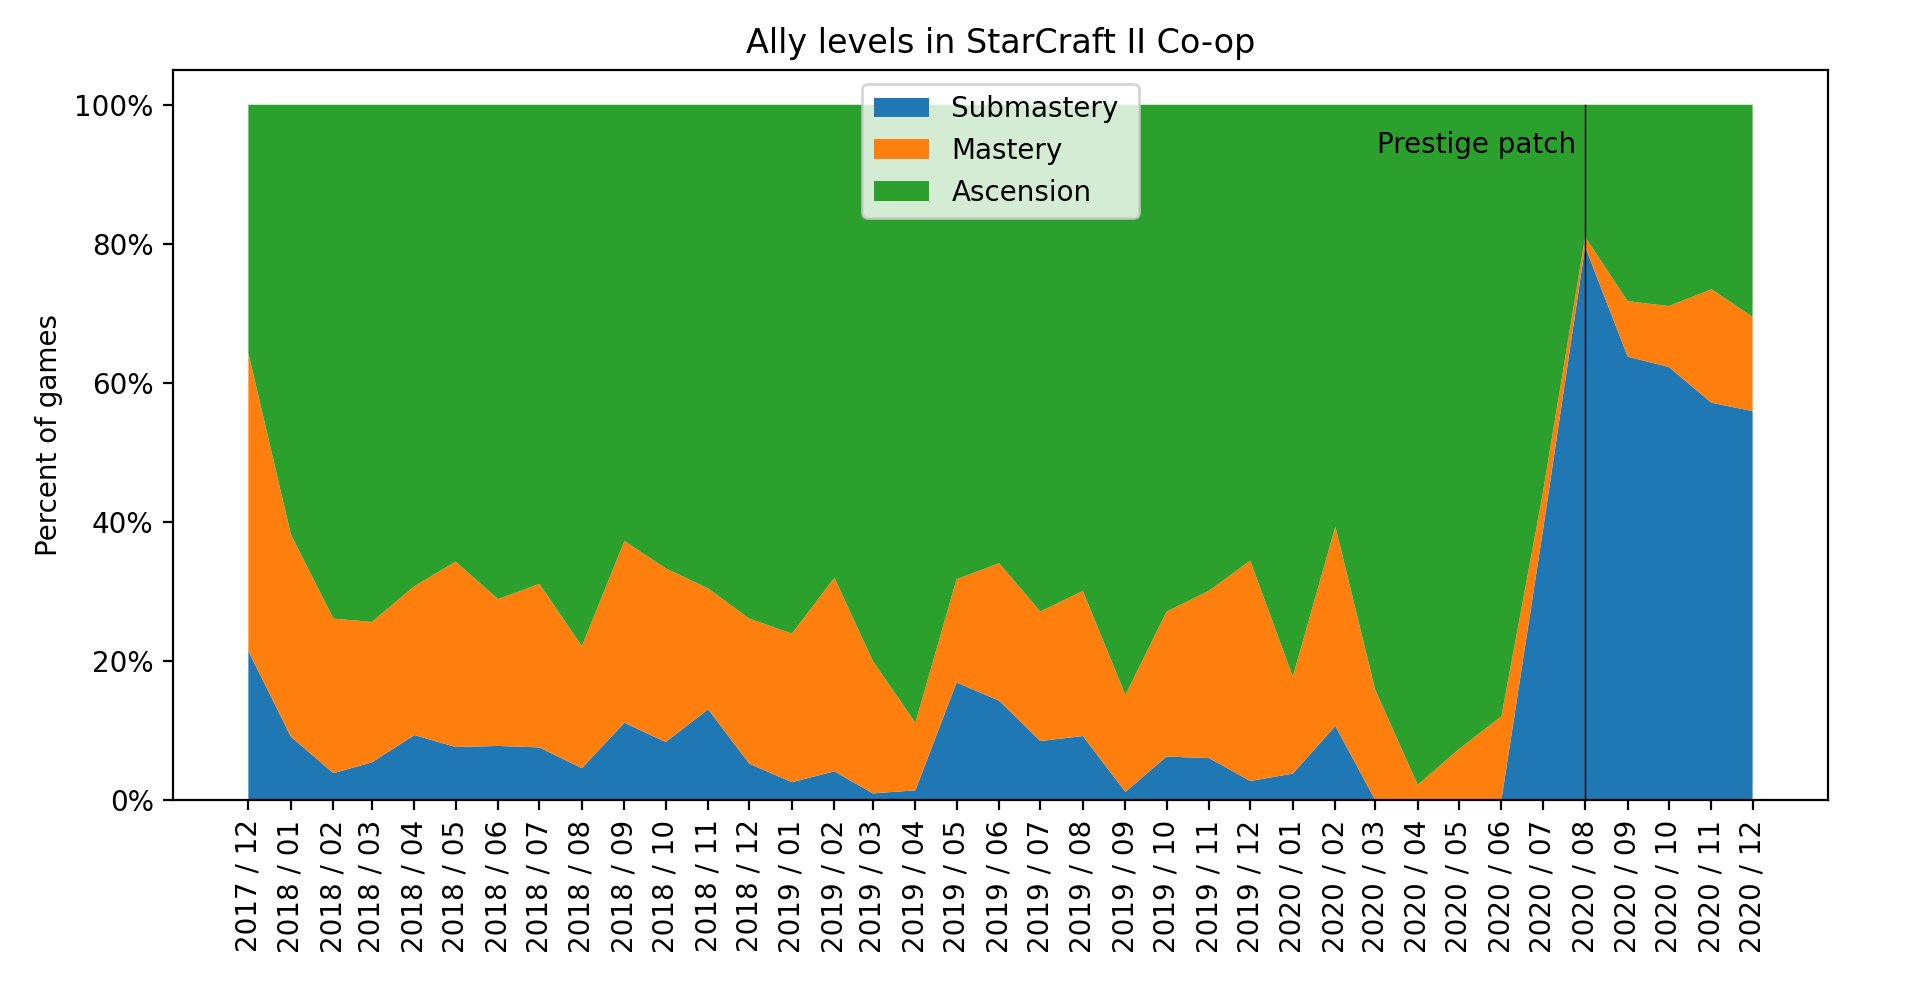 Ally levels in StarCraft II Co-op
Submastery
Mastery
Ascension
Prestige patch
Percent of games
100%
80%
60%
40%
20%
0%
2017 / 12
2018 / 01
2018 / 02
2018 / 03
2018 / 04
2018 / 05
2018 / 06
2018 / 07
2018 / 08
2018 / 09
2018 / 10
2018 / 11
2018 / 12
2019 / 01
2019 / 02
2019 / 03
2019 / 04
2019 / 05
2019 / 06
2019 / 07
2019 / 08
2019 / 09
2019 / 10
2019 / 11
2019 / 12
2020 / 01
2020 / 02
2020 / 03
2020 / 04
2020 / 05
2020 / 06
2020 / 07
2020 / 08
2020 / 09
2020 / 10
2020 / 11
2020 / 12